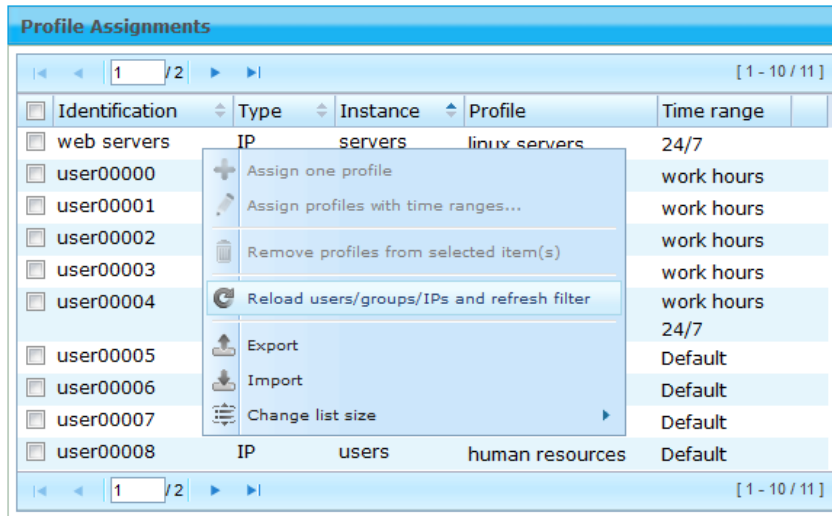 Profile Assignments
1 / 2 [ 1 - 10 / 11 ]
Identification Type Instance Profile Time range
web servers IP servers linux servers 24/7
user00000 work hours
user00001 work hours
user00002 work hours
user00003 work hours
user00004 work hours
24/7
user00005 Default
user00006 Default
user00007 Default
user00008 IP users human resources Default
Assign one profile
Assign profiles with time ranges...
Remove profiles from selected item(s)
Reload users/groups/IPs and refresh filter
Export
Import
Change list size
1 / 2 [ 1 - 10 / 11 ]